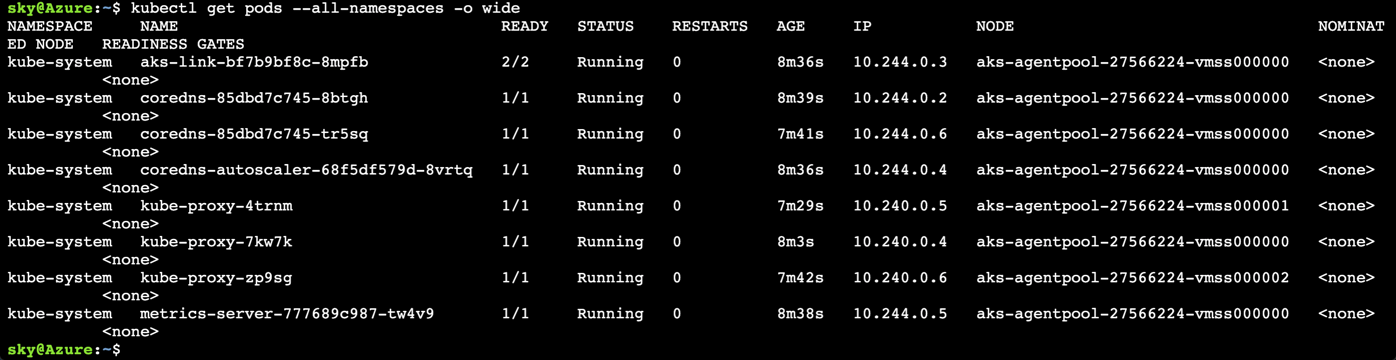 sky@Azure:~$ kubectl get pods --all-namespaces -o wide
NAMESPACE     NAME                                  READY   STATUS    RESTARTS   AGE     IP           NODE                                NOMINAT
ED NODE   READINESS GATES
kube-system   aks-link-bf7b9bf8c-8mpfb              2/2     Running   0          8m36s   10.244.0.3   aks-agentpool-27566224-vmss000000   <none>
          <none>
kube-system   coredns-85dbd7c745-8btgh              1/1     Running   0          8m39s   10.244.0.2   aks-agentpool-27566224-vmss000000   <none>
          <none>
kube-system   coredns-85dbd7c745-tr5sq              1/1     Running   0          7m41s   10.244.0.6   aks-agentpool-27566224-vmss000000   <none>
          <none>
kube-system   coredns-autoscaler-68f5df579d-8vrtq   1/1     Running   0          8m36s   10.244.0.4   aks-agentpool-27566224-vmss000000   <none>
          <none>
kube-system   kube-proxy-4trnm                      1/1     Running   0          7m29s   10.240.0.5   aks-agentpool-27566224-vmss000001   <none>
          <none>
kube-system   kube-proxy-7kw7k                      1/1     Running   0          8m3s    10.240.0.4   aks-agentpool-27566224-vmss000000   <none>
          <none>
kube-system   kube-proxy-zp9sg                      1/1     Running   0          7m42s   10.240.0.6   aks-agentpool-27566224-vmss000002   <none>
          <none>
kube-system   metrics-server-777689c987-tw4v9       1/1     Running   0          8m38s   10.244.0.5   aks-agentpool-27566224-vmss000000   <none>
          <none>
sky@Azure:~$